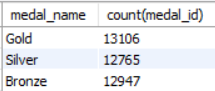 medal_name count(medal_id)
Gold 13106
Silver 12765
Bronze 12947